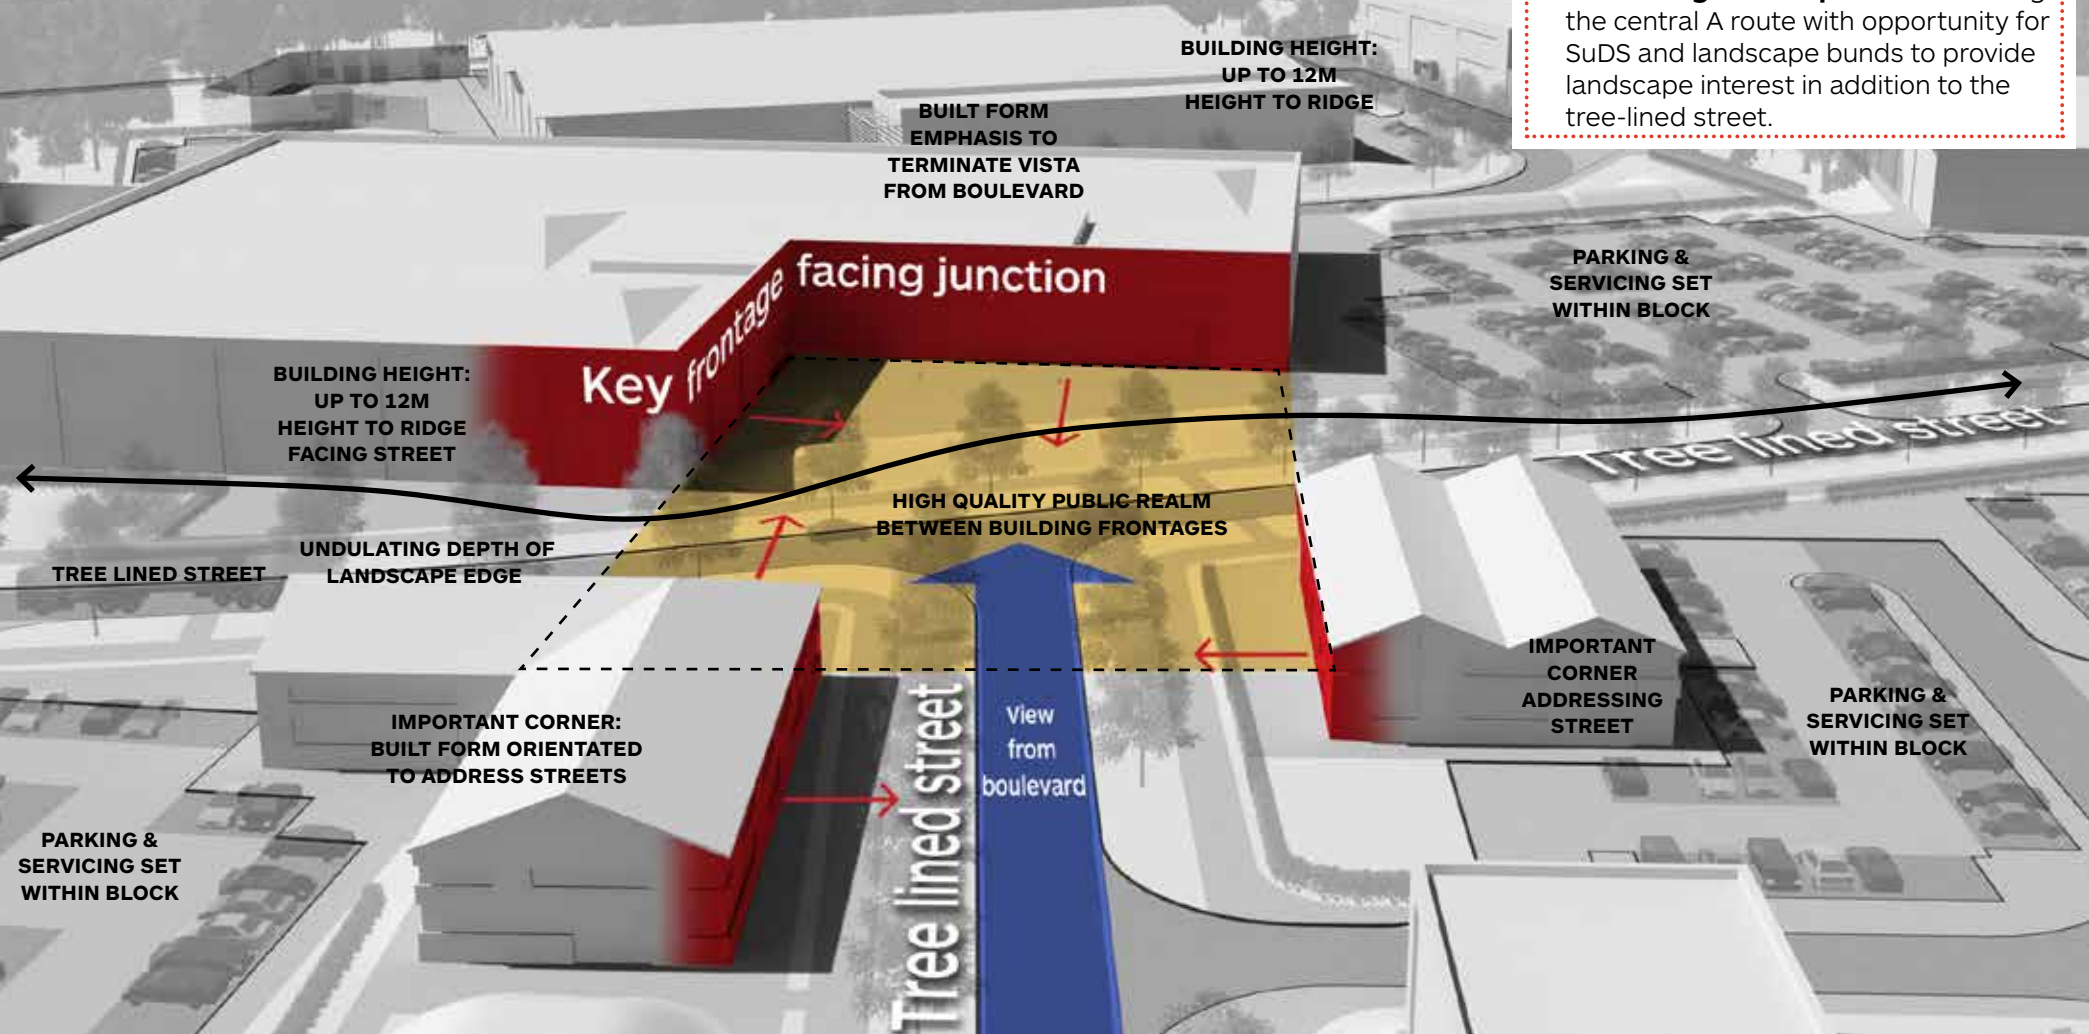 the central A route with opportunity for
SuDS and landscape bunds to provide
landscape interest in addition to the
tree-lined street.
BUILDING HEIGHT:
UP TO 12M
HEIGHT TO RIDGE
BUILT FORM
EMPHASIS TO
TERMINATE VISTA
FROM BOULEVARD
PARKING &
SERVICING SET
WITHIN BLOCK
Key frontage facing junction
BUILDING HEIGHT:
UP TO 12M
HEIGHT TO RIDGE
FACING STREET
Tree lined street
HIGH QUALITY PUBLIC REALM
BETWEEN BUILDING FRONTAGES
UNDULATING DEPTH OF
LANDSCAPE EDGE
TREE LINED STREET
IMPORTANT
CORNER
ADDRESSING
STREET
PARKING &
SERVICING SET
WITHIN BLOCK
IMPORTANT CORNER:
BUILT FORM ORIENTATED
TO ADDRESS STREETS
View
from
boulevard
Tree lined street
PARKING &
SERVICING SET
WITHIN BLOCK